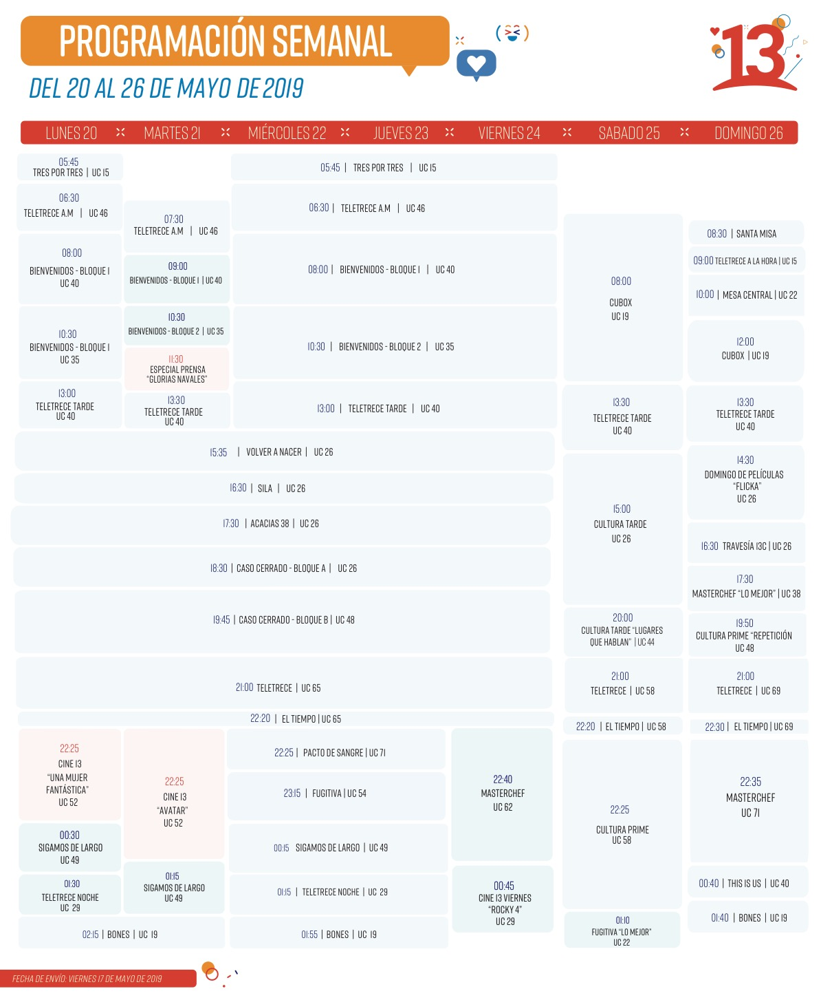 PROGRAMACIÓN SEMANAL
DEL 20 AL 26 DE MAYO DE 2019
13
LUNES 20
MARTES 21
MIÉRCOLES 22
JUEVES 23
VIERNES 24
SABADO 25
DOMINGO 26
05:45
TRES POR TRES | UC 15
06:30
TELETRECE A.M | UC 46
08:00
BIENVENIDOS - BLOQUE 1
UC 40
10:30
BIENVENIDOS - BLOQUE 1
UC 35
13:00
TELETRECE TARDE
UC 40
07:30
TELETRECE A.M | UC 46
09:00
BIENVENIDOS - BLOQUE 1 | UC 40
10:30
BIENVENIDOS - BLOQUE 2 | UC 35
11:30
ESPECIAL PRENSA
"GLORIAS NAVALES"
13:30
TELETRECE TARDE
UC 40
05:45 | TRES POR TRES | UC 15
06:30 | TELETRECE A.M | UC 46
08:00 | BIENVENIDOS - BLOQUE 1 | UC 40
10:30 | BIENVENIDOS - BLOQUE 2 | UC 35
13:00 | TELETRECE TARDE | UC 40
15:35 | VOLVER A NACER | UC 26
16:30 | SILA | UC 26
17:30 | ACACIAS 38 | UC 26
18:30 | CASO CERRADO - BLOQUE A | UC 26
19:45 | CASO CERRADO - BLOQUE B | UC 48
21:00 TELETRECE | UC 65
22:20 | EL TIEMPO | UC 65
22:25
CINE 13
"UNA MUJER
FANTÁSTICA"
UC 52
00:30
SIGAMOS DE LARGO
UC 49
01:30
TELETRECE NOCHE
UC 29
22:25
CINE 13
"AVATAR"
UC 52
01:15
SIGAMOS DE LARGO
UC 49
02:15 | BONES | UC 19
22:25 | PACTO DE SANGRE | UC 71
23:15 | FUGITIVA | UC 54
00:15 SIGAMOS DE LARGO | UC 49
01:15 | TELETRECE NOCHE | UC 29
01:55 | BONES | UC 19
22:40
MASTERCHEF
UC 62
00:45
CINE 13 VIERNES
"ROCKY 4"
UC 29
08:00
CUBOX
UC 19
13:30
TELETRECE TARDE
UC 40
15:00
CULTURA TARDE
UC 26
20:00
CULTURA TARDE "LUGARES
QUE HABLAN" | UC 44
21:00
TELETRECE | UC 58
22:20 | EL TIEMPO | UC 58
22:25
CULTURA PRIME
UC 58
01:10
FUGITIVA "LO MEJOR"
UC 22
08:30 | SANTA MISA
09:00 TELETRECE A LA HORA | UC 15
10:00 | MESA CENTRAL | UC 22
12:00
CUBOX | UC 19
13:30
TELETRECE TARDE
UC 40
14:30
DOMINGO DE PELÍCULAS
"FLICKA"
UC 26
16:30 TRAVESÍA 13C | UC 26
17:30
MASTERCHEF "LO MEJOR" | UC 38
19:50
CULTURA PRIME "REPETICIÓN
UC 48
21:00
TELETRECE | UC 69
22:30 | EL TIEMPO | UC 69
22:35
MASTERCHEF
UC 71
00:40 | THIS IS US | UC 40
01:40 | BONES | UC 19
FECHA DE ENVÍO: VIERNES 17 DE MAYO DE 2019